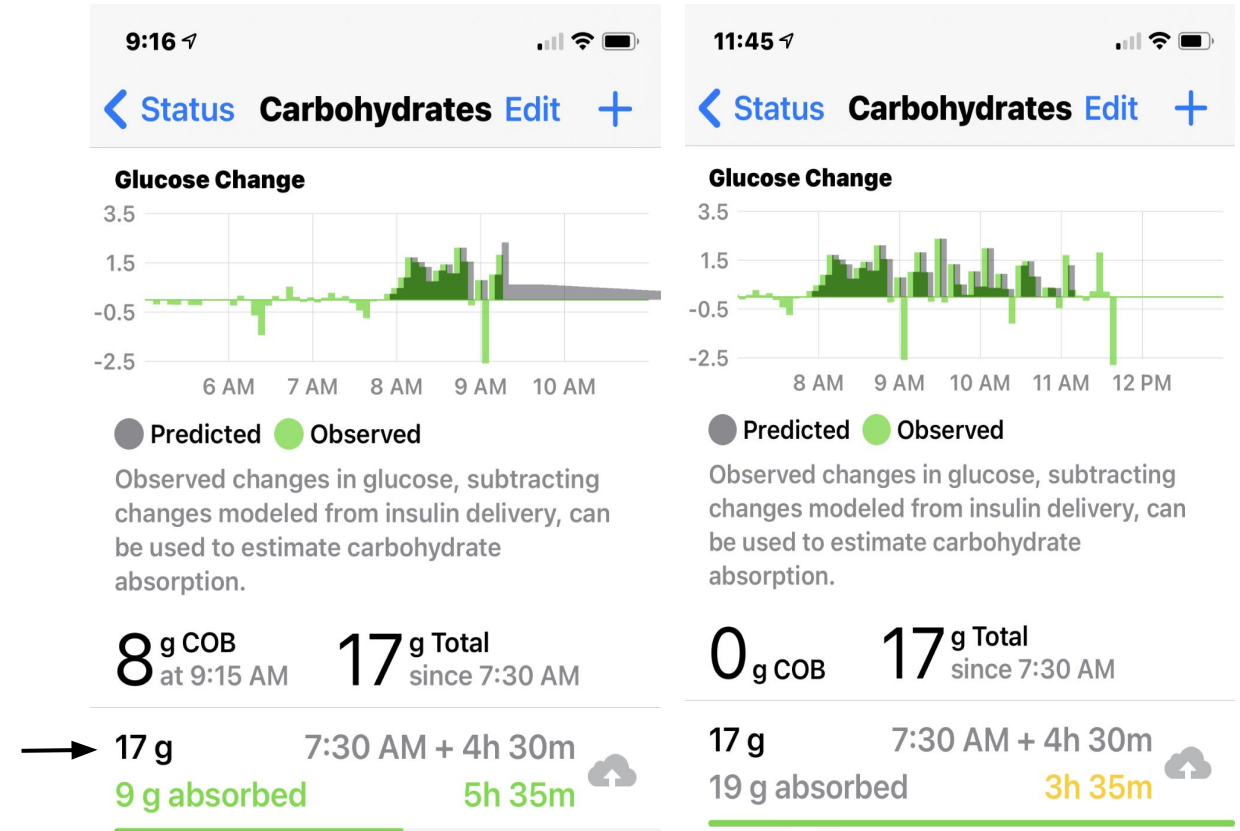 9:16
Status Carbohydrates Edit +
Glucose Change
3.5
1.5
-0.5
-2.5
6 AM 7 AM 8 AM 9 AM 10 AM
Predicted Observed
Observed changes in glucose, subtracting
changes modeled from insulin delivery, can
be used to estimate carbohydrate
absorption.
8 g COB at 9:15 AM
17 g Total since 7:30 AM
17 g 7:30 AM + 4h 30m
9 g absorbed 5h 35m
11:45
Status Carbohydrates Edit +
Glucose Change
3.5
1.5
-0.5
-2.5
8 AM 9 AM 10 AM 11 AM 12 PM
Predicted Observed
Observed changes in glucose, subtracting
changes modeled from insulin delivery, can
be used to estimate carbohydrate
absorption.
0 g COB
17 g Total since 7:30 AM
17 g 7:30 AM + 4h 30m
19 g absorbed 3h 35m